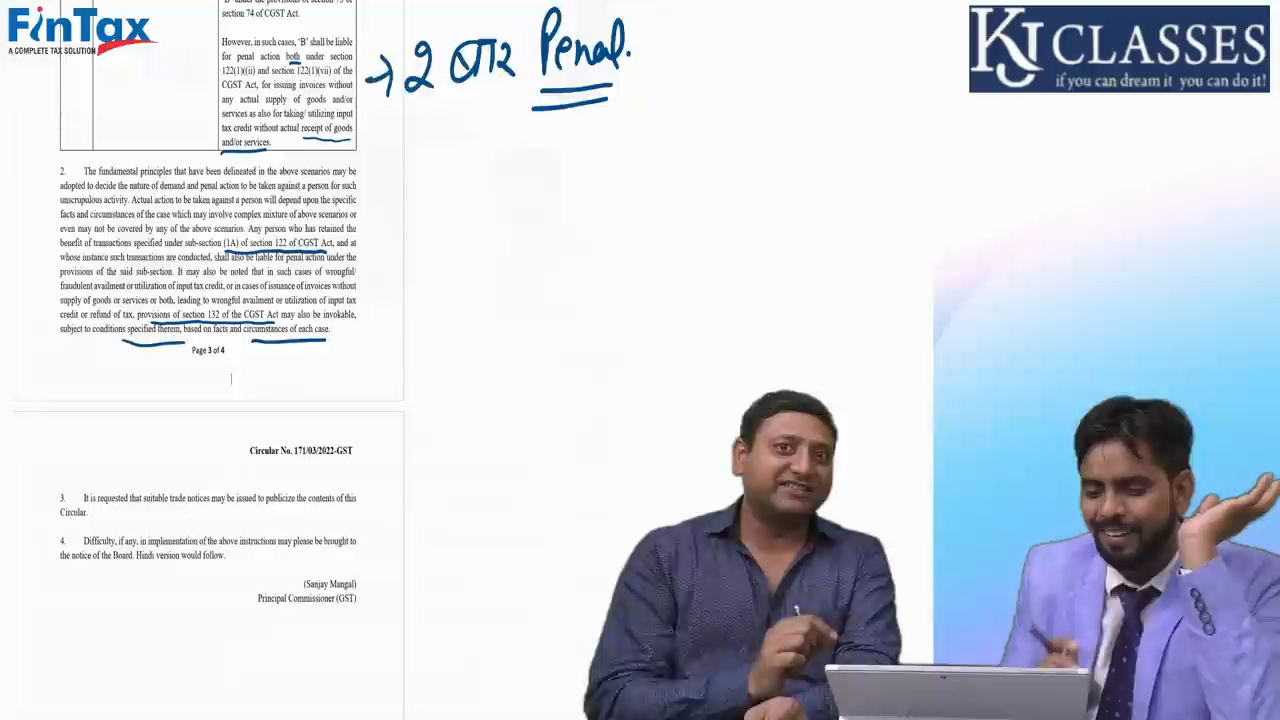 FinTax
A COMPLETE TAX SOLUTION
KJ CLASSES
if you can dream it you can do it!
section 74 of CGST Act.
However, in such cases, 'B' shall be liable
for penal action both under section
122(1)(ii) and section 122(1)(vii) of the
CGST Act, for issuing invoices without
any actual supply of goods and/or
services as also for taking/ utilizing input
tax credit without actual receipt of goods
and/or services.
→ 2 बार Penal.
2. The fundamental principles that have been delineated in the above scenarios may be
adopted to decide the nature of demand and penal action to be taken against a person for such
unscrupulous activity. Actual action to be taken against a person will depend upon the specific
facts and circumstances of the case which may involve complex mixture of above scenarios or
even may not be covered by any of the above scenarios. Any person who has retained the
benefit of transactions specified under sub-section (1A) of section 122 of CGST Act, and at
whose instance such transactions are conducted, shall also be liable for penal action under the
provisions of the said sub-section. It may also be noted that in such cases of wrongful/
fraudulent availment or utilization of input tax credit, or in cases of issuance of invoices without
supply of goods or services or both, leading to wrongful availment or utilization of input tax
credit or refund of tax, provisions of section 132 of the CGST Act may also be invokable,
subject to conditions specified therein, based on facts and circumstances of each case.
Page 3 of 4
Circular No. 171/03/2022-GST
3. It is requested that suitable trade notices may be issued to publicize the contents of this
Circular.
4. Difficulty, if any, in implementation of the above instructions may please be brought to
the notice of the Board. Hindi version would follow.
(Sanjay Mangal)
Principal Commissioner (GST)